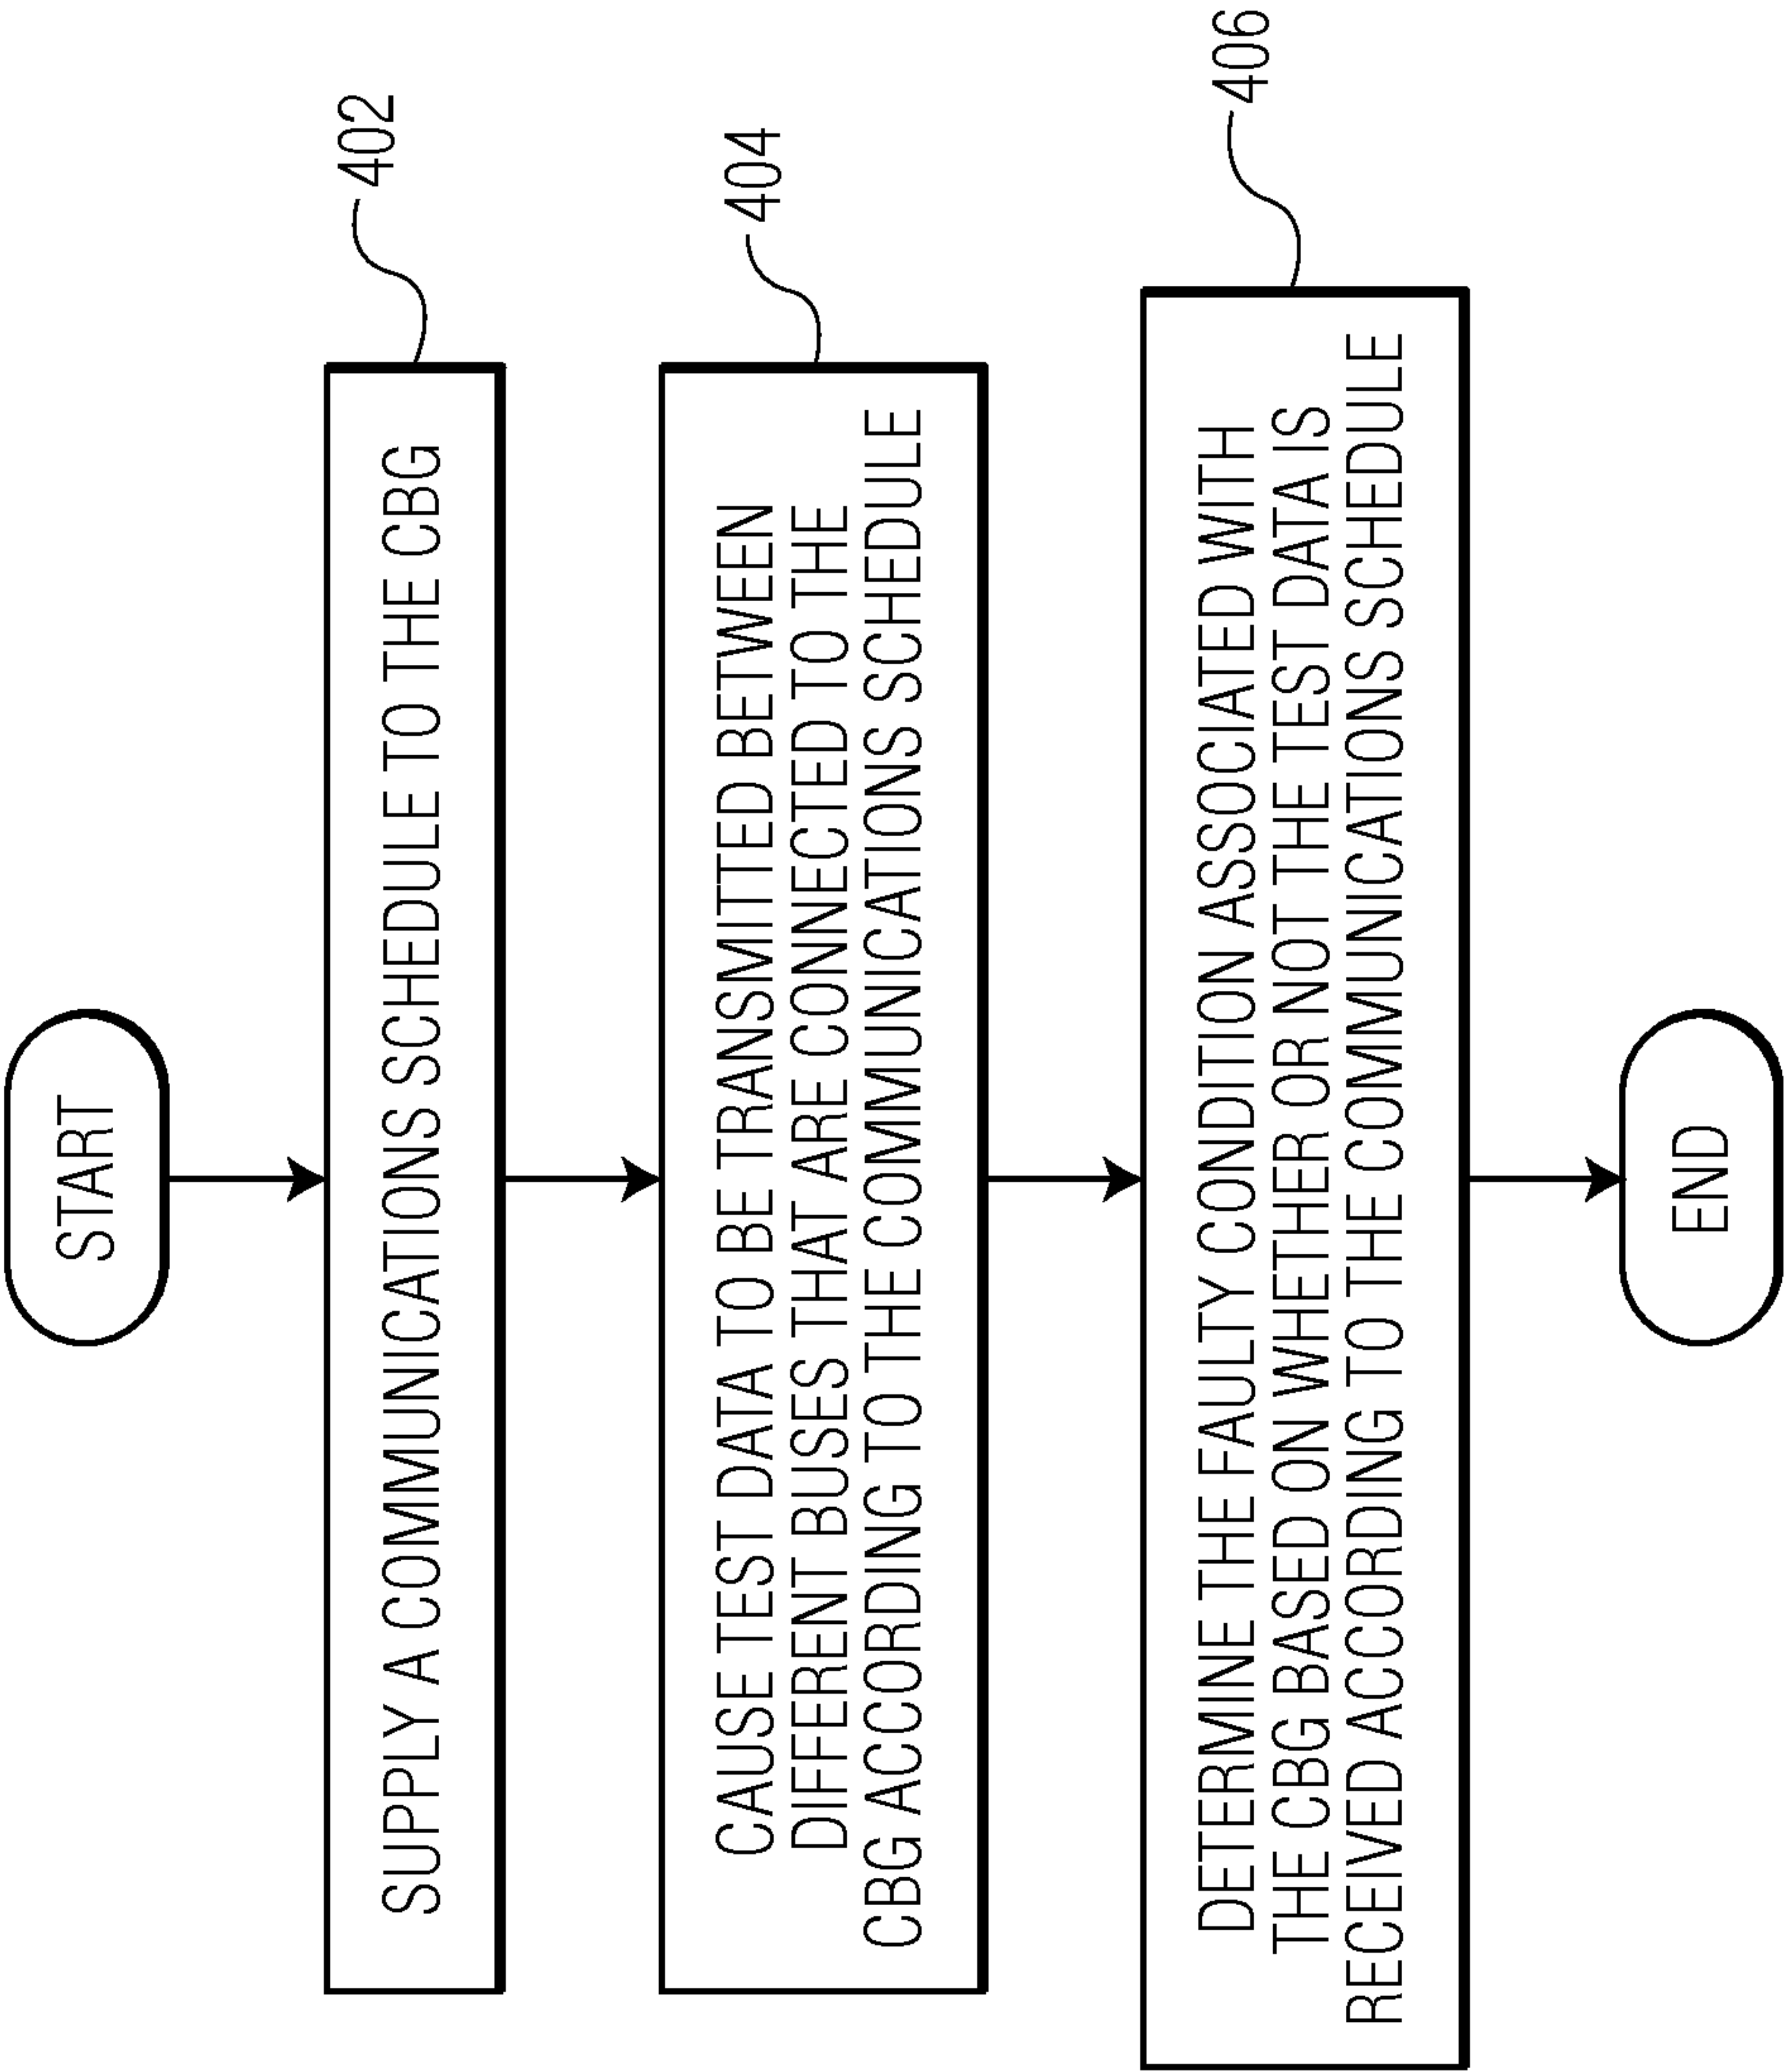 START
402
SUPPLY A COMMUNICATIONS SCHEDULE TO THE CBG
404
CAUSE TEST DATA TO BE TRANSMITTED BETWEEN
DIFFERENT BUSES THAT ARE CONNECTED TO THE
CBG ACCORDING TO THE COMMUNICATIONS SCHEDULE
406
DETERMINE THE FAULTY CONDITION ASSOCIATED WITH
THE CBG BASED ON WHETHER OR NOT THE TEST DATA IS
RECEIVED ACCORDING TO THE COMMUNICATIONS SCHEDULE
END